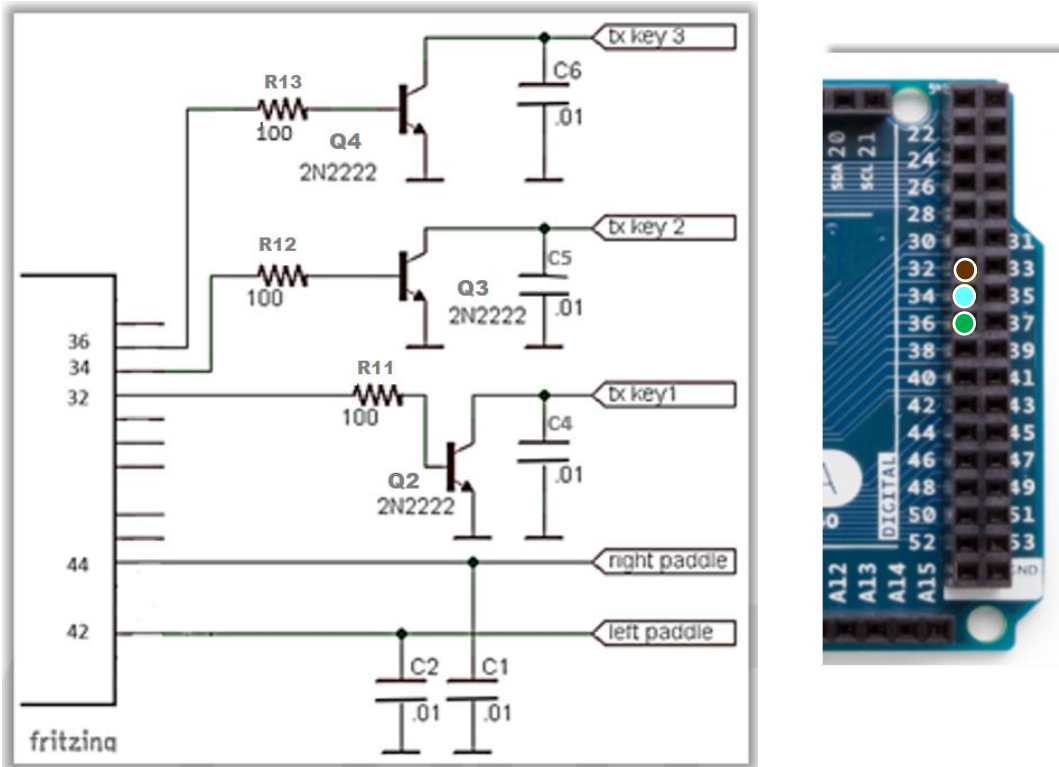 tx key 3
R13
100
Q4
2N2222
C6
.01
tx key 2
R12
100
Q3
2N2222
C5
.01
36
34
32
R11
100
tx key1
C4
.01
Q2
2N2222
44
right paddle
42
left paddle
C2
.01
C1
.01
fritzing
SDA 20
SCL 21
22
24
26
28
30 31
32 33
34 35
36 37
38 39
40 41
42 43
44 45
46 47
48 49
50 51
52 53
GND
DIGITAL
A12
A13
A14
A15